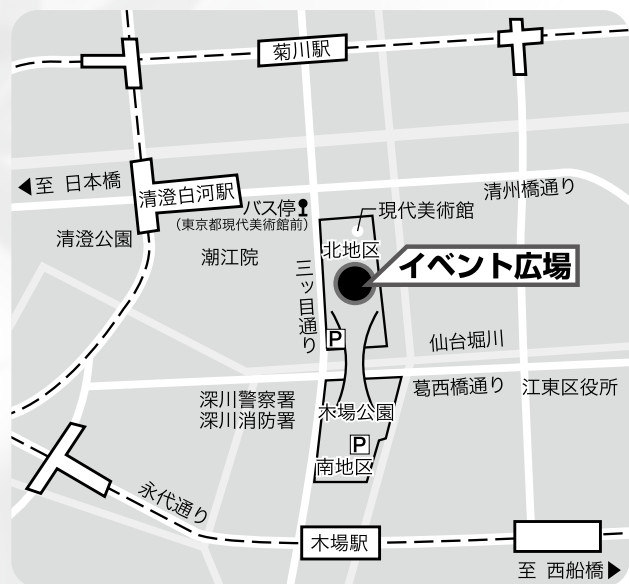 菊川駅
至 日本橋
清澄白河駅
清州橋通り
バス停
(東京都現代美術館前)
現代美術館
清澄公園
潮江院
北地区
イベント広場
三ッ目通り
P
仙台堀川
葛西橋通り
江東区役所
深川警察署
深川消防署
木場公園
P
南地区
永代通り
木場駅
至 西船橋